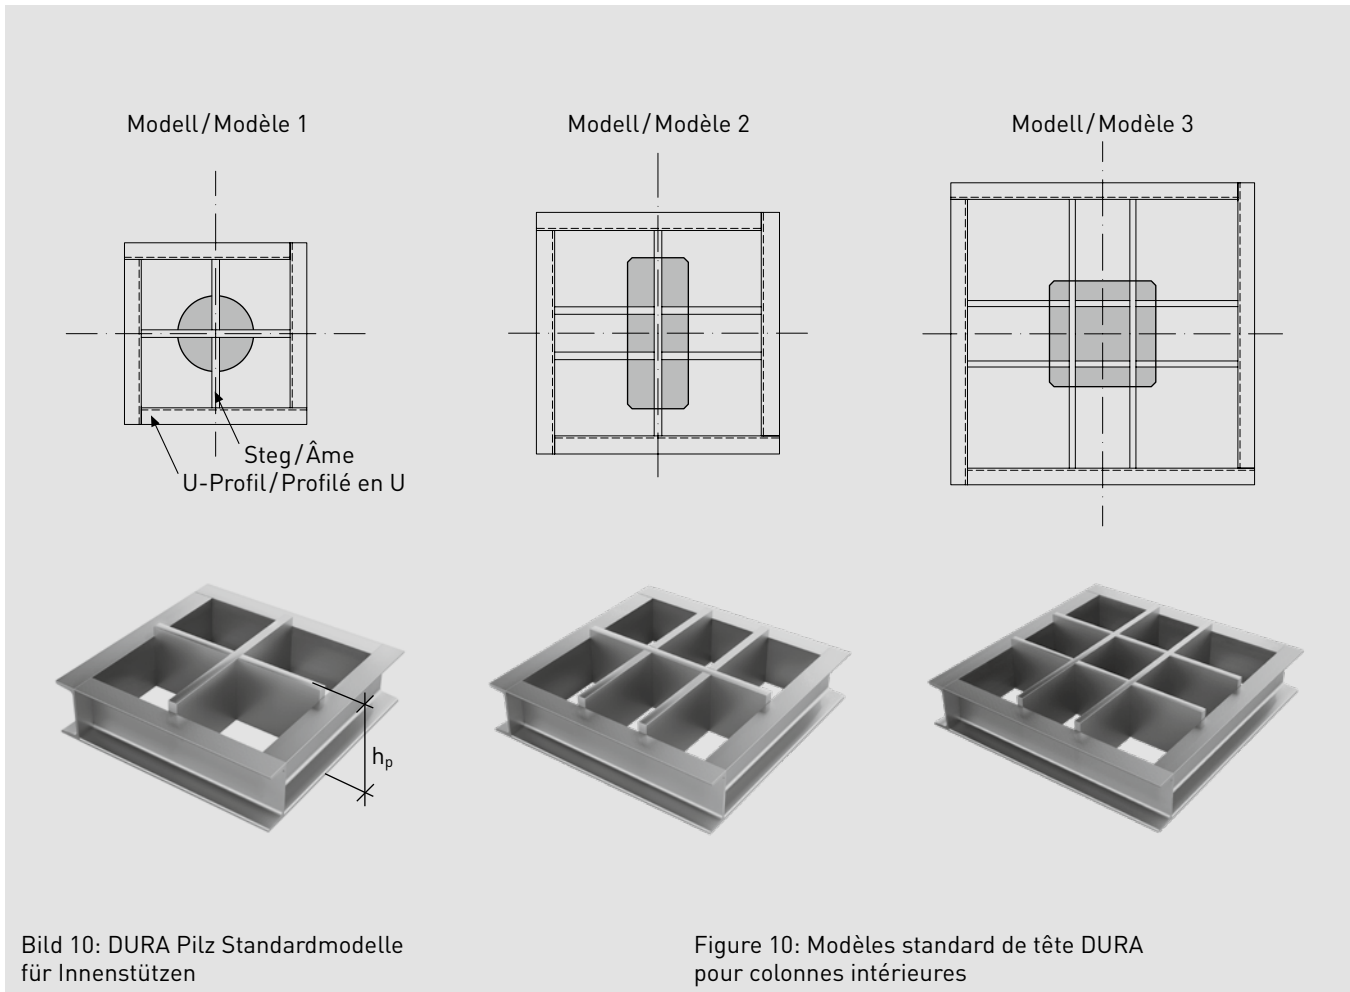 Modell/Modèle 1
Modell/Modèle 2
Modell/Modèle 3
Steg/Âme
U-Profil/Profilé en U
hp
Bild 10: DURA Pilz Standardmodelle
für Innenstützen
Figure 10: Modèles standard de tête DURA
pour colonnes intérieures